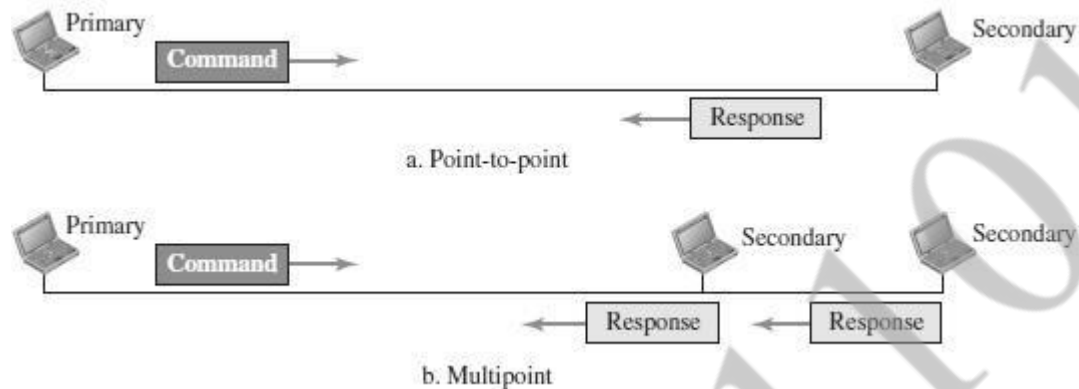 Primary
Secondary
Command
Response
a. Point-to-point
Primary
Secondary
Secondary
Command
Response
Response
b. Multipoint